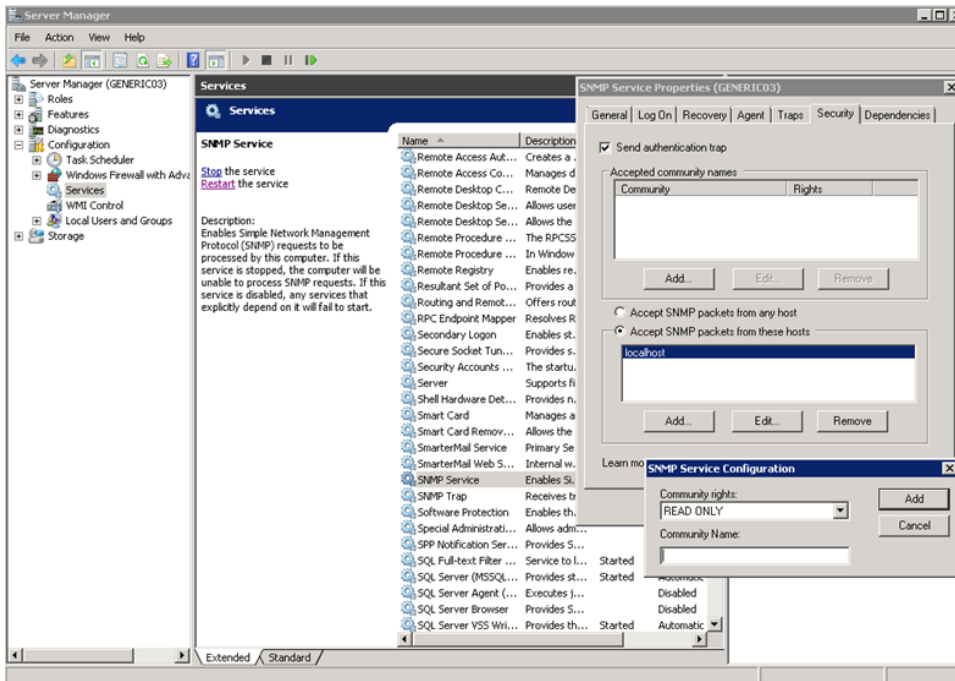 Server Manager
File Action View Help
Server Manager (GENERIC03)
Roles
Features
Diagnostics
Configuration
Task Scheduler
Windows Firewall with Adva
Services
WMI Control
Local Users and Groups
Storage
Services
Services
SNMP Service
Stop the service
Restart the service
Description:
Enables Simple Network Management
Protocol (SNMP) requests to be
processed by this computer. If this
service is stopped, the computer will be
unable to process SNMP requests. If this
service is disabled, any services that
explicitly depend on it will fail to start.
Name Description
Remote Access Aut... Creates a .
Remote Access Co... Manages d
Remote Desktop C... Remote De
Remote Desktop Se... Allows user
Remote Desktop Se... Allows the
Remote Procedure ... The RPCSS
Remote Procedure ... In Window
Remote Registry Enables re.
Resultant Set of Po... Provides a
Routing and Remot... Offers rout
RPC Endpoint Mapper Resolves R
Secondary Logon Enables st.
Secure Socket Tun... Provides s.
Security Accounts ... The startu.
Server Supports fi
Shell Hardware Det... Provides n.
Smart Card Manages a
Smart Card Remov... Allows the
SmarterMail Service Primary Se
SmarterMail Web S... Internal w.
SNMP Service Enables Si.
SNMP Trap Receives tr
Software Protection Enables th.
Special Administrati... Allows adm...
SPP Notification Ser... Provides S...
SQL Full-text Filter ... Service to l... Started
SQL Server (MSSQL... Provides st... Started Automatic
SQL Server Agent (... Executes j... Disabled
SQL Server Browser Provides S... Disabled
SQL Server VSS Wri... Provides th... Started Automatic
Extended Standard
SNMP Service Properties (GENERIC03)
General Log On Recovery Agent Traps Security Dependencies
Send authentication trap
Accepted community names
Community Rights
Add... Edit... Remove
Accept SNMP packets from any host
Accept SNMP packets from these hosts
localhost
Add... Edit... Remove
Learn mo
SNMP Service Configuration
Community rights:
READ ONLY
Add
Cancel
Community Name: